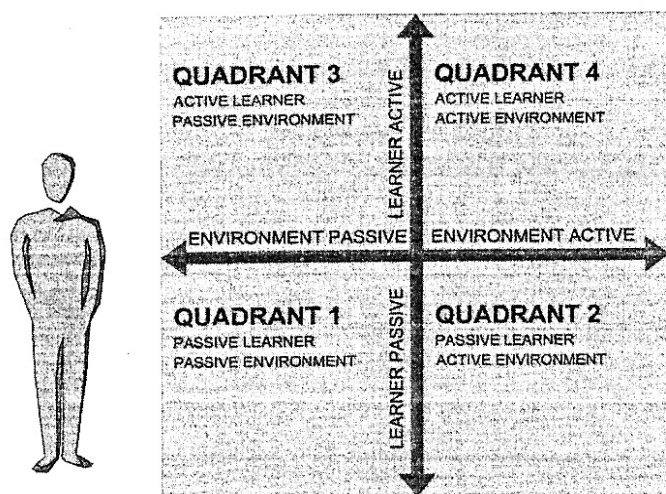 QUADRANT 3
ACTIVE LEARNER
PASSIVE ENVIRONMENT
LEARNER ACTIVE
QUADRANT 4
ACTIVE LEARNER
ACTIVE ENVIRONMENT
ENVIRONMENT PASSIVE
ENVIRONMENT ACTIVE
QUADRANT 1
PASSIVE LEARNER
PASSIVE ENVIRONMENT
LEARNER PASSIVE
QUADRANT 2
PASSIVE LEARNER
ACTIVE ENVIRONMENT